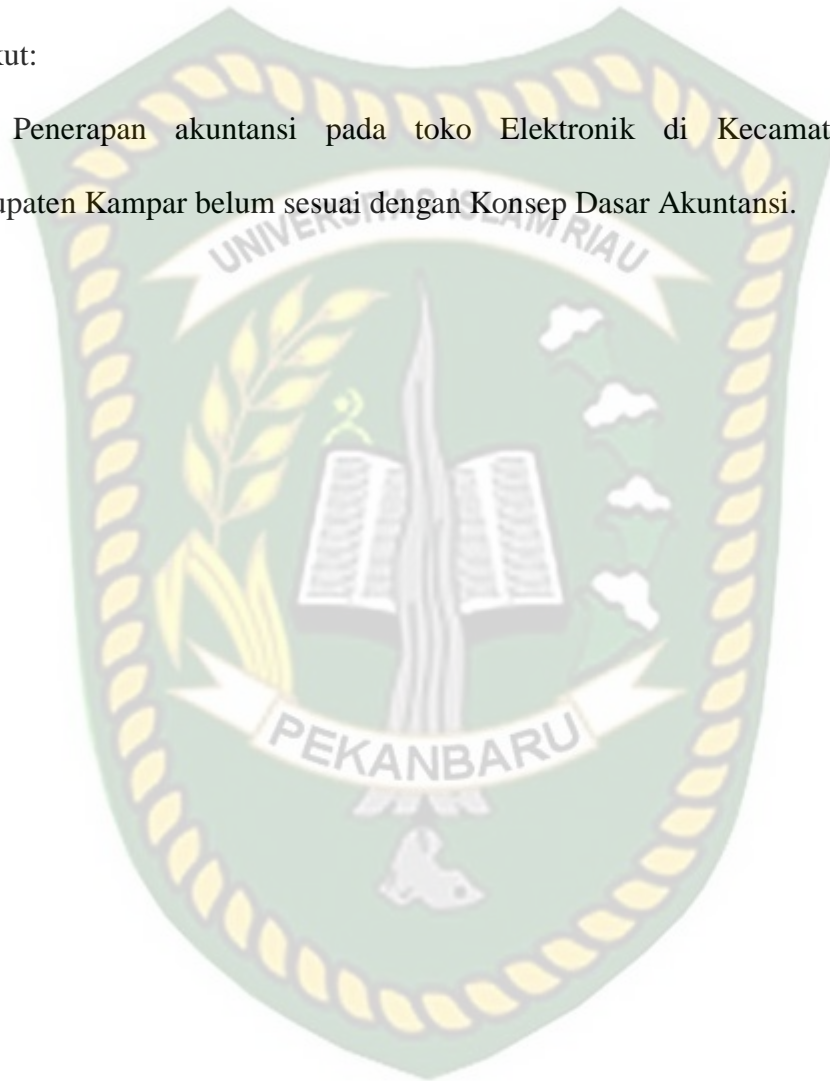 kut:
Penerapan akuntansi pada toko Elektronik di Kecamat
upaten Kampar belum sesuai dengan Konsep Dasar Akuntansi.
UNIVERSITAS ISLAM RIAU
PEKANBARU